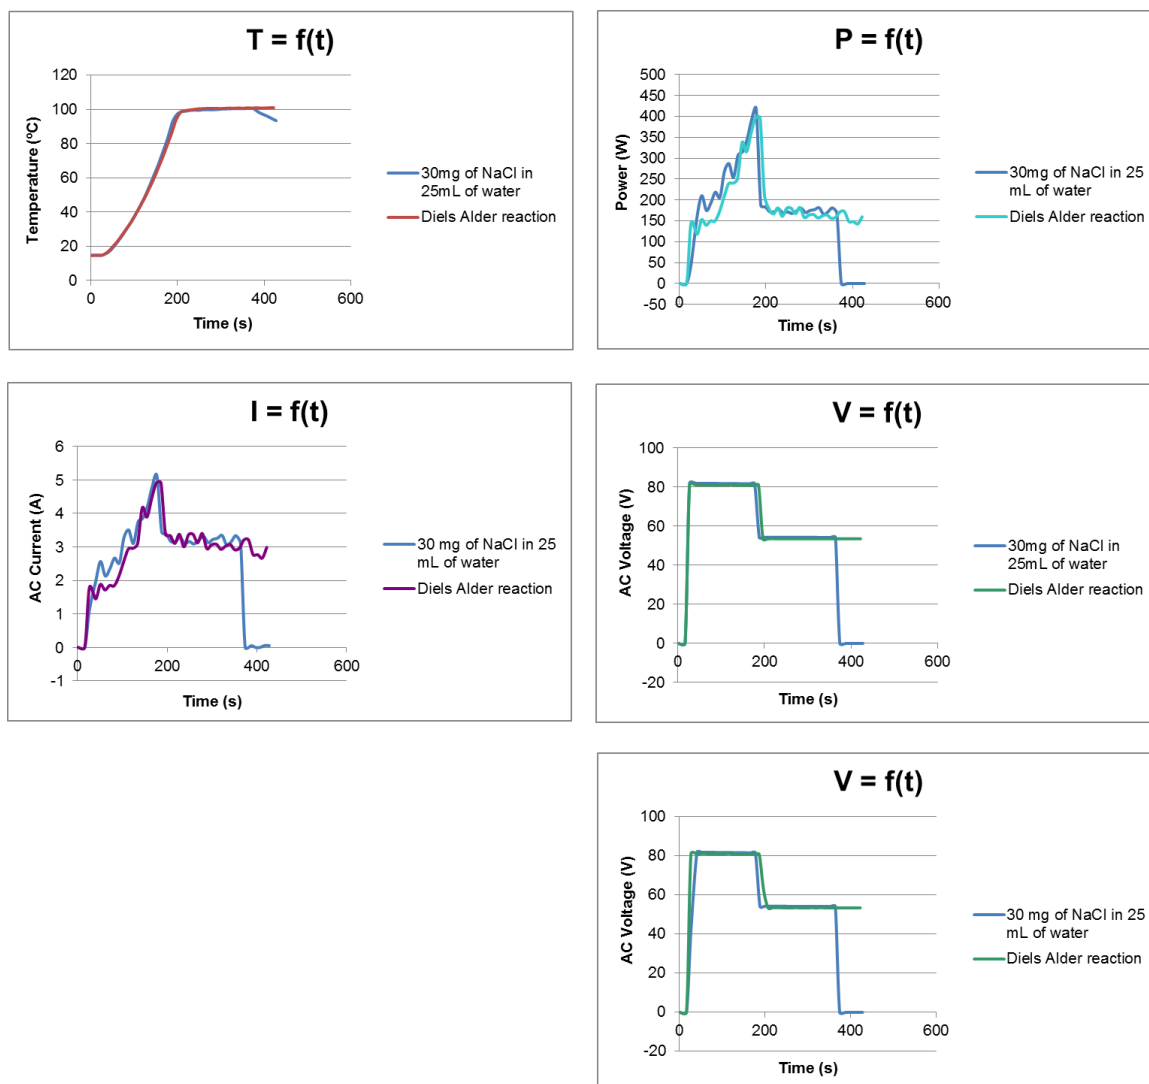 T = f(t)
120
100
80
60
40
20
0
0 200 400 600
Temperature (ºC)
Time (s)
30mg of NaCl in
25mL of water
Diels Alder reaction
P = f(t)
500
450
400
350
300
250
200
150
100
50
0
-50
0 200 400 600
Power (W)
Time (s)
30mg of NaCl in 25
mL of water
Diels Alder reaction
I = f(t)
6
5
4
3
2
1
0
-1
0 200 400 600
AC Current (A)
Time (s)
30 mg of NaCl in 25
mL of water
Diels Alder reaction
V = f(t)
100
80
60
40
20
0
-20
0 200 400 600
AC Voltage (V)
Time (s)
30mg of NaCl in
25mL of water
Diels Alder reaction
V = f(t)
100
80
60
40
20
0
-20
0 200 400 600
AC Voltage (V)
Time (s)
30 mg of NaCl in 25
mL of water
Diels Alder reaction